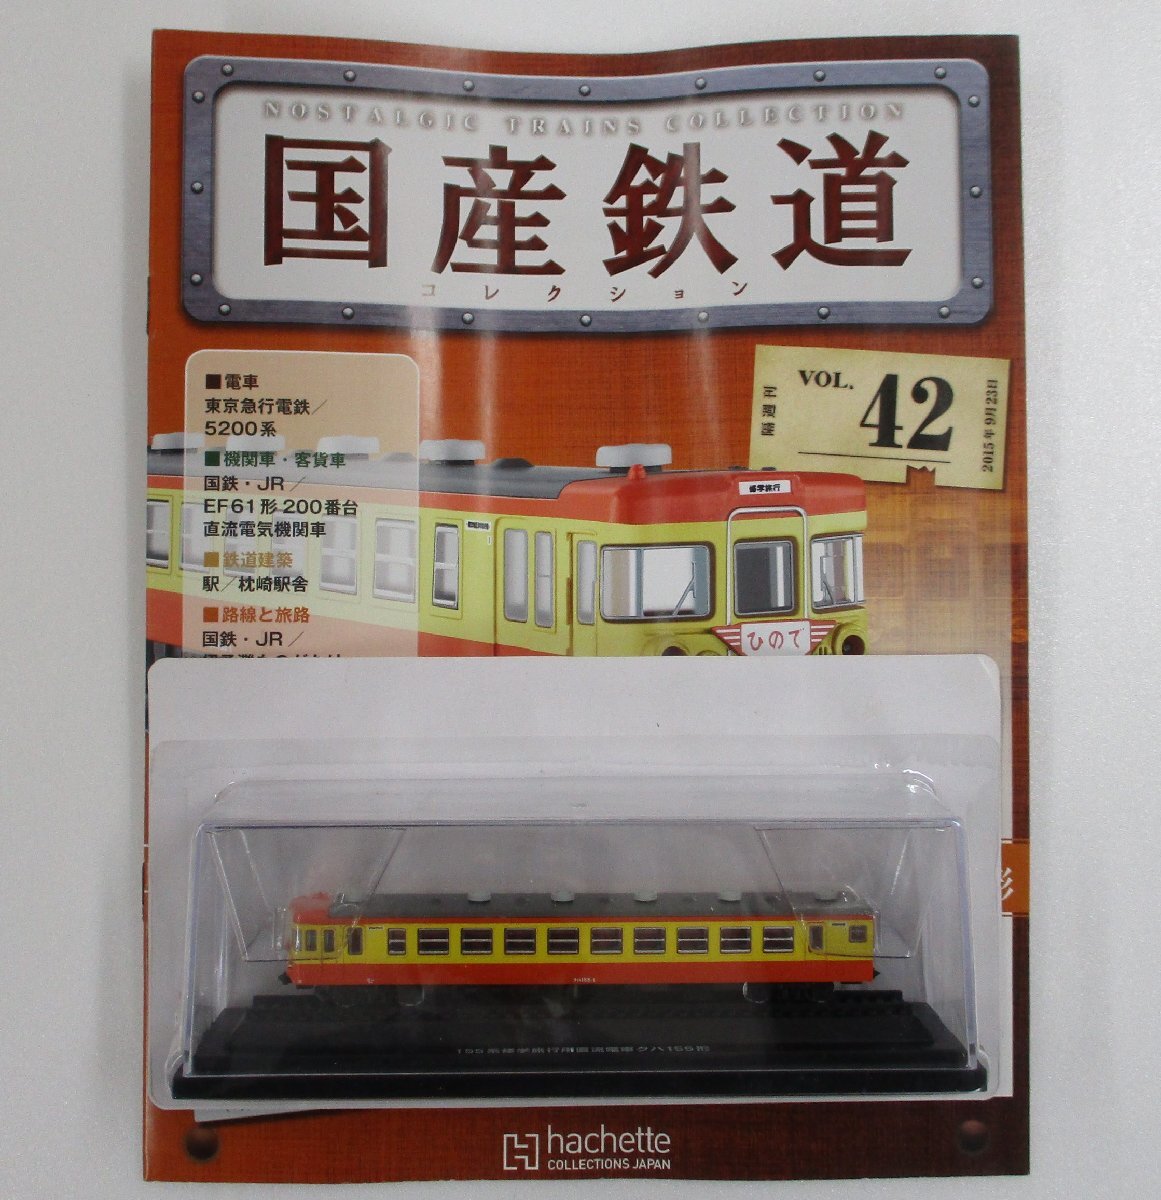 NOSTALGIC TRAINS COLLECTION
国産鉄道
コレクション
隔週刊
VOL. 42
2015年9月23日
■電車
東京急行電鉄／
5200系
■機関車・客貨車
国鉄・JR／
EF61形200番台
直流電気機関車
■鉄道建築
駅／枕崎駅舎
■路線と旅路
国鉄・JR／
修学旅行
ひので
形
155系修学旅行用直流電車クハ155形
hachette
COLLECTIONS JAPAN